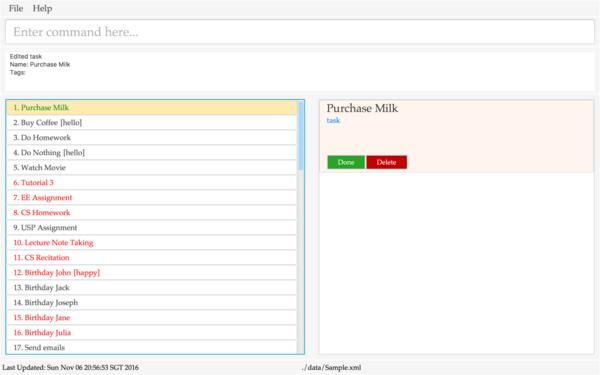 File Help
Enter command here...
Edited task
Name: Purchase Milk
Tags:
1. Purchase Milk
2. Buy Coffee [hello]
3. Do Homework
4. Do Nothing [hello]
5. Watch Movie
6. Tutorial 3
7. EE Assignment
8. CS Homework
9. USP Assignment
10. Lecture Note Taking
11. CS Recitation
12. Birthday John [happy]
13. Birthday Jack
14. Birthday Joseph
15. Birthday Jane
16. Birthday Julia
17. Send emails
Purchase Milk
task
Done Delete
Last Updated: Sun Nov 06 20:56:53 SGT 2016 ./data/Sample.xml